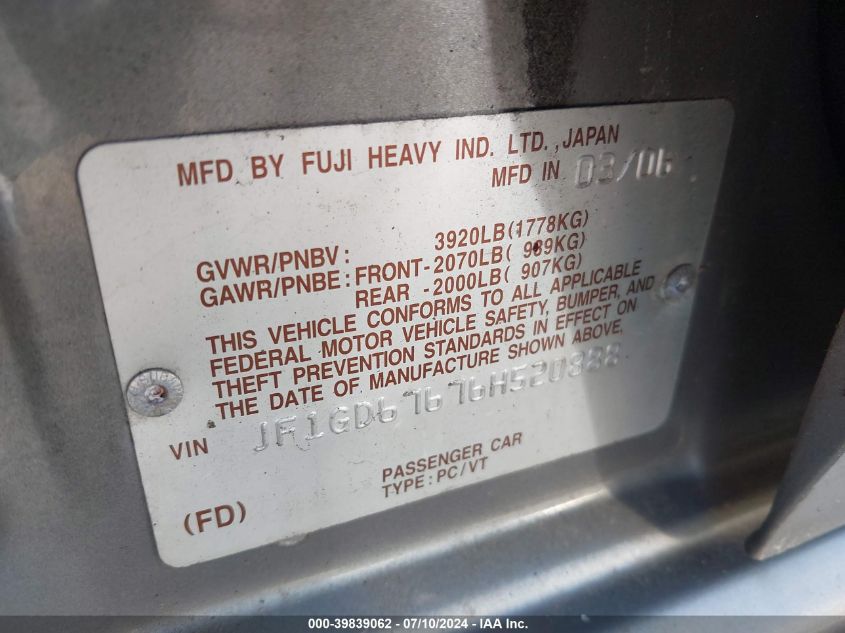 MFD BY FUJI HEAVY IND. LTD., JAPAN
MFD IN 03/06
GVWR/PNBV: 3920LB(1778KG)
GAWR/PNBE: FRONT-2070LB( 939KG)
REAR -2000LB( 907KG)
THIS VEHICLE CONFORMS TO ALL APPLICABLE
FEDERAL MOTOR VEHICLE SAFETY, BUMPER, AND
THEFT PREVENTION STANDARDS IN EFFECT ON
THE DATE OF MANUFACTURE SHOWN ABOVE.
VIN JF1GD67676H520888
PASSENGER CAR
TYPE: PC/VT
(FD)
000-39839062 - 07/10/2024 - IAA Inc.